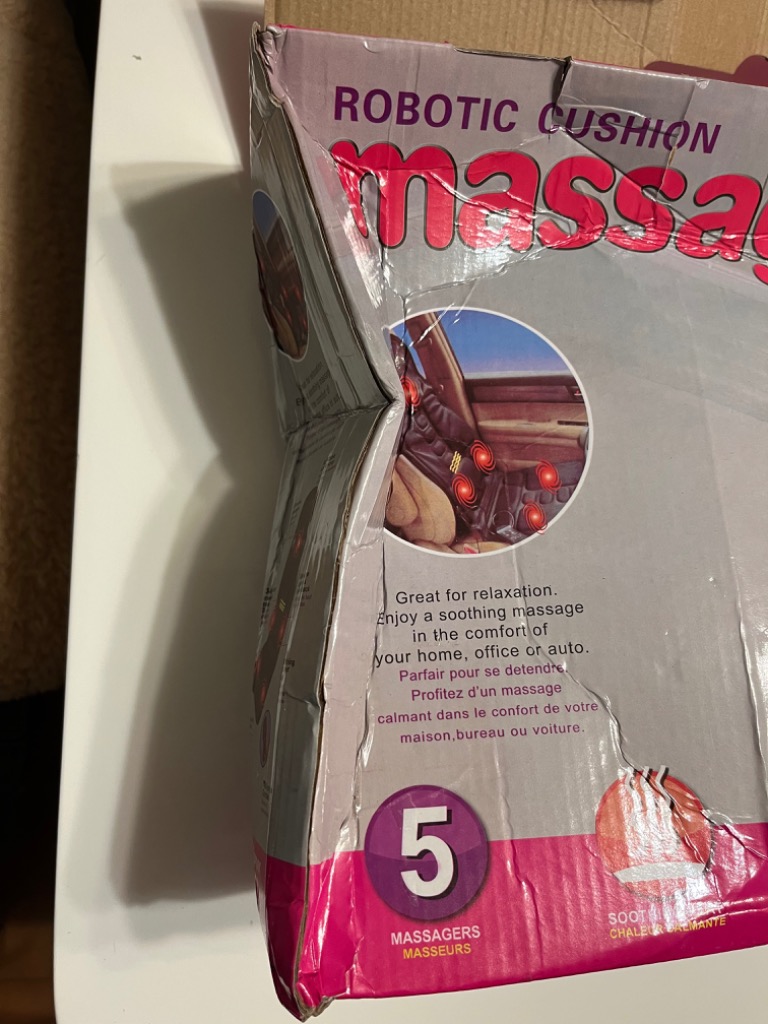 ROBOTIC CUSHION
massa
Great for relaxation.
Enjoy a soothing massage
in the comfort of
your home, office or auto.
Parfair pour se detendre.
Profitez d'un massage
calmant dans le confort de votre
maison,bureau ou voiture.
5
MASSAGERS
MASSEURS
CHALEUR CALMANTE